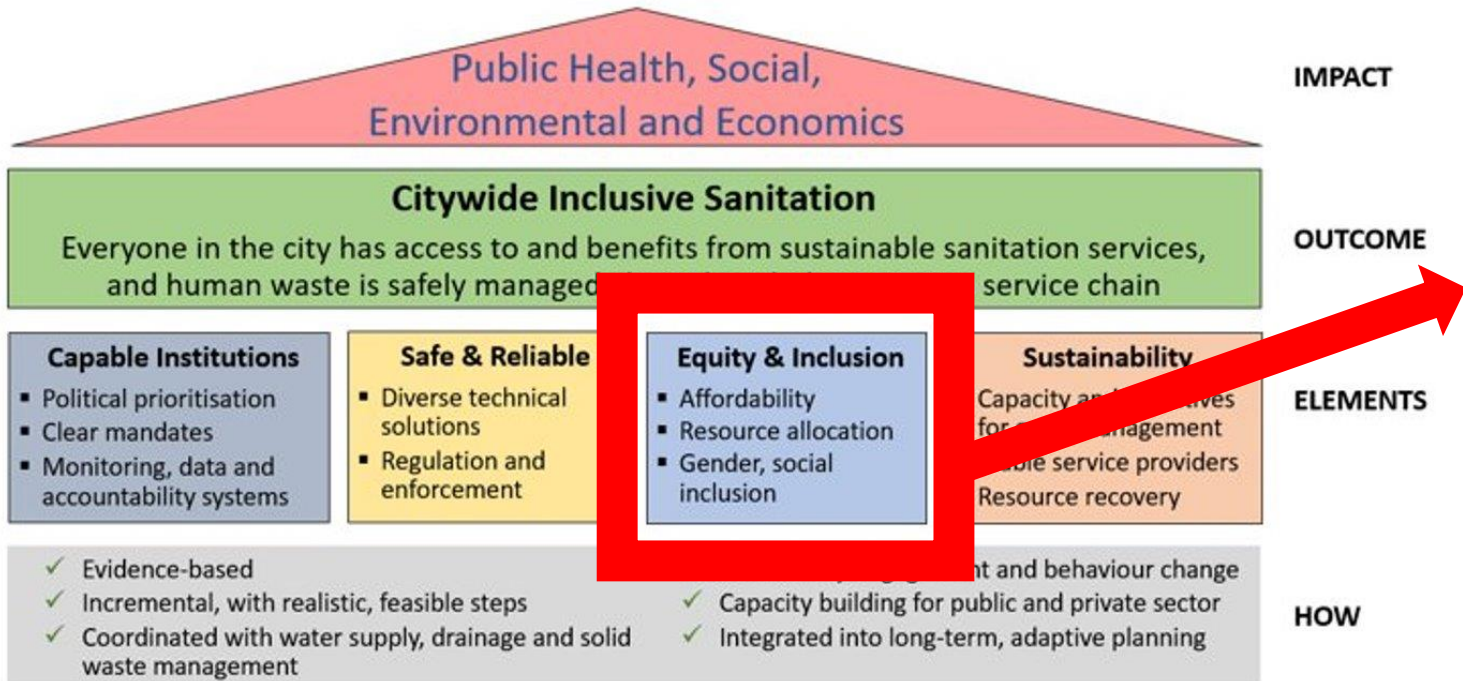 Public Health, Social,
Environmental and Economics
IMPACT
Citywide Inclusive Sanitation
Everyone in the city has access to and benefits from sustainable sanitation services,
and human waste is safely managed service chain
OUTCOME
Capable Institutions
▪ Political prioritisation
▪ Clear mandates
▪ Monitoring, data and
accountability systems
Safe & Reliable
▪ Diverse technical
solutions
▪ Regulation and
enforcement
Equity & Inclusion
▪ Affordability
▪ Resource allocation
▪ Gender, social
inclusion
Sustainability
Capacity and
for
service providers
Resource recovery
ELEMENTS
✓ Evidence-based
✓ Incremental, with realistic, feasible steps
✓ Coordinated with water supply, drainage and solid
waste management
and behaviour change
✓ Capacity building for public and private sector
✓ Integrated into long-term, adaptive planning
HOW